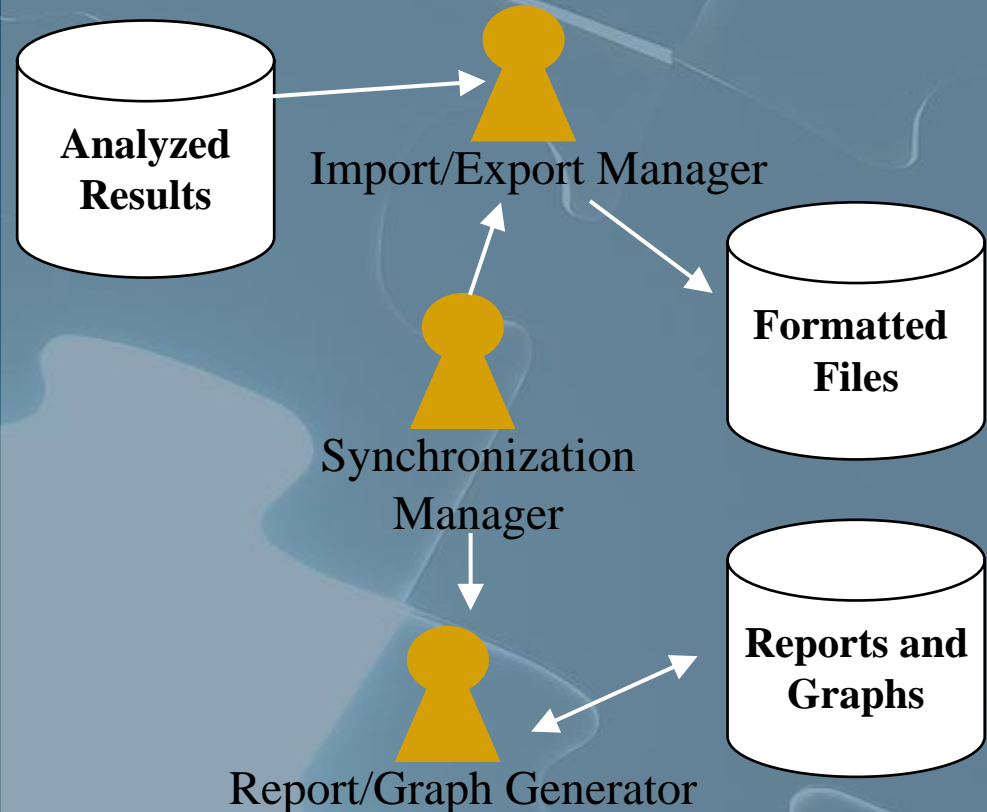 Analyzed
Results
Import/Export Manager
Formatted
Files
Synchronization
Manager
Reports and
Graphs
Report/Graph Generator